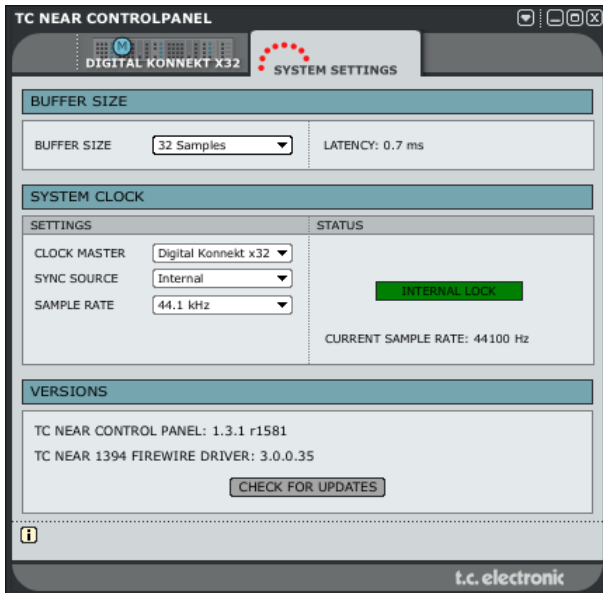 TC NEAR CONTROLPANEL
M
DIGITAL KONNEKT X32
SYSTEM SETTINGS
BUFFER SIZE
BUFFER SIZE 32 Samples LATENCY: 0.7 ms
SYSTEM CLOCK
SETTINGS STATUS
CLOCK MASTER Digital Konnekt x32
SYNC SOURCE Internal
INTERNAL LOCK
SAMPLE RATE 44.1 kHz
CURRENT SAMPLE RATE: 44100 Hz
VERSIONS
TC NEAR CONTROL PANEL: 1.3.1 r1581
TC NEAR 1394 FIREWIRE DRIVER: 3.0.0.35
CHECK FOR UPDATES
i
t.c. electronic